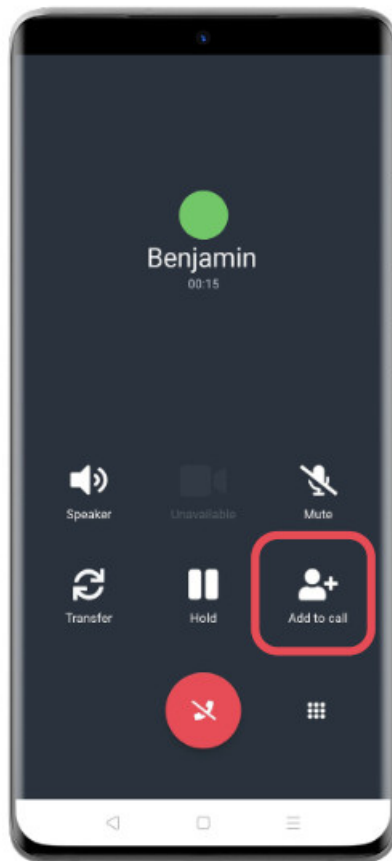 Benjamin
00:15
Speaker
Unavailable
Mute
Transfer
Hold
Add to call